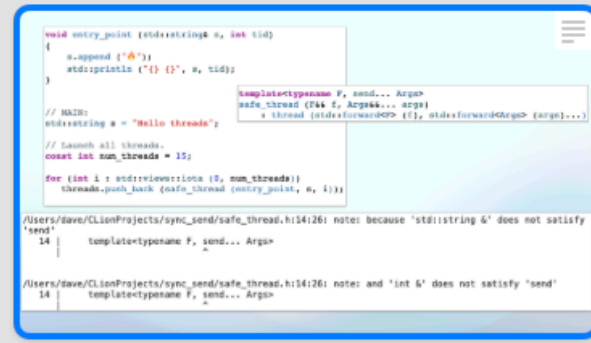 void entry_point (std::string& s, int tid)
{
s.append ("🔥");
std::println ("{} {}", s, tid);
}
template<typename F, send... Args>
safe_thread (F&& f, Args&&... args)
: thread (std::forward<F> (f), std::forward<Args> (args)...)
// MAIN:
std::string s = "Hello threads";
// Launch all threads.
const int num_threads = 15;
for (int i : std::views::iota (0, num_threads))
threads.push_back (safe_thread (entry_point, s, i));
/Users/dave/CLionProjects/sync_send/safe_thread.h:14:26: note: because 'std::string &' does not satisfy
'send'
14 | template<typename F, send... Args>
| ^
/Users/dave/CLionProjects/sync_send/safe_thread.h:14:26: note: and 'int &' does not satisfy 'send'
14 | template<typename F, send... Args>
| ^